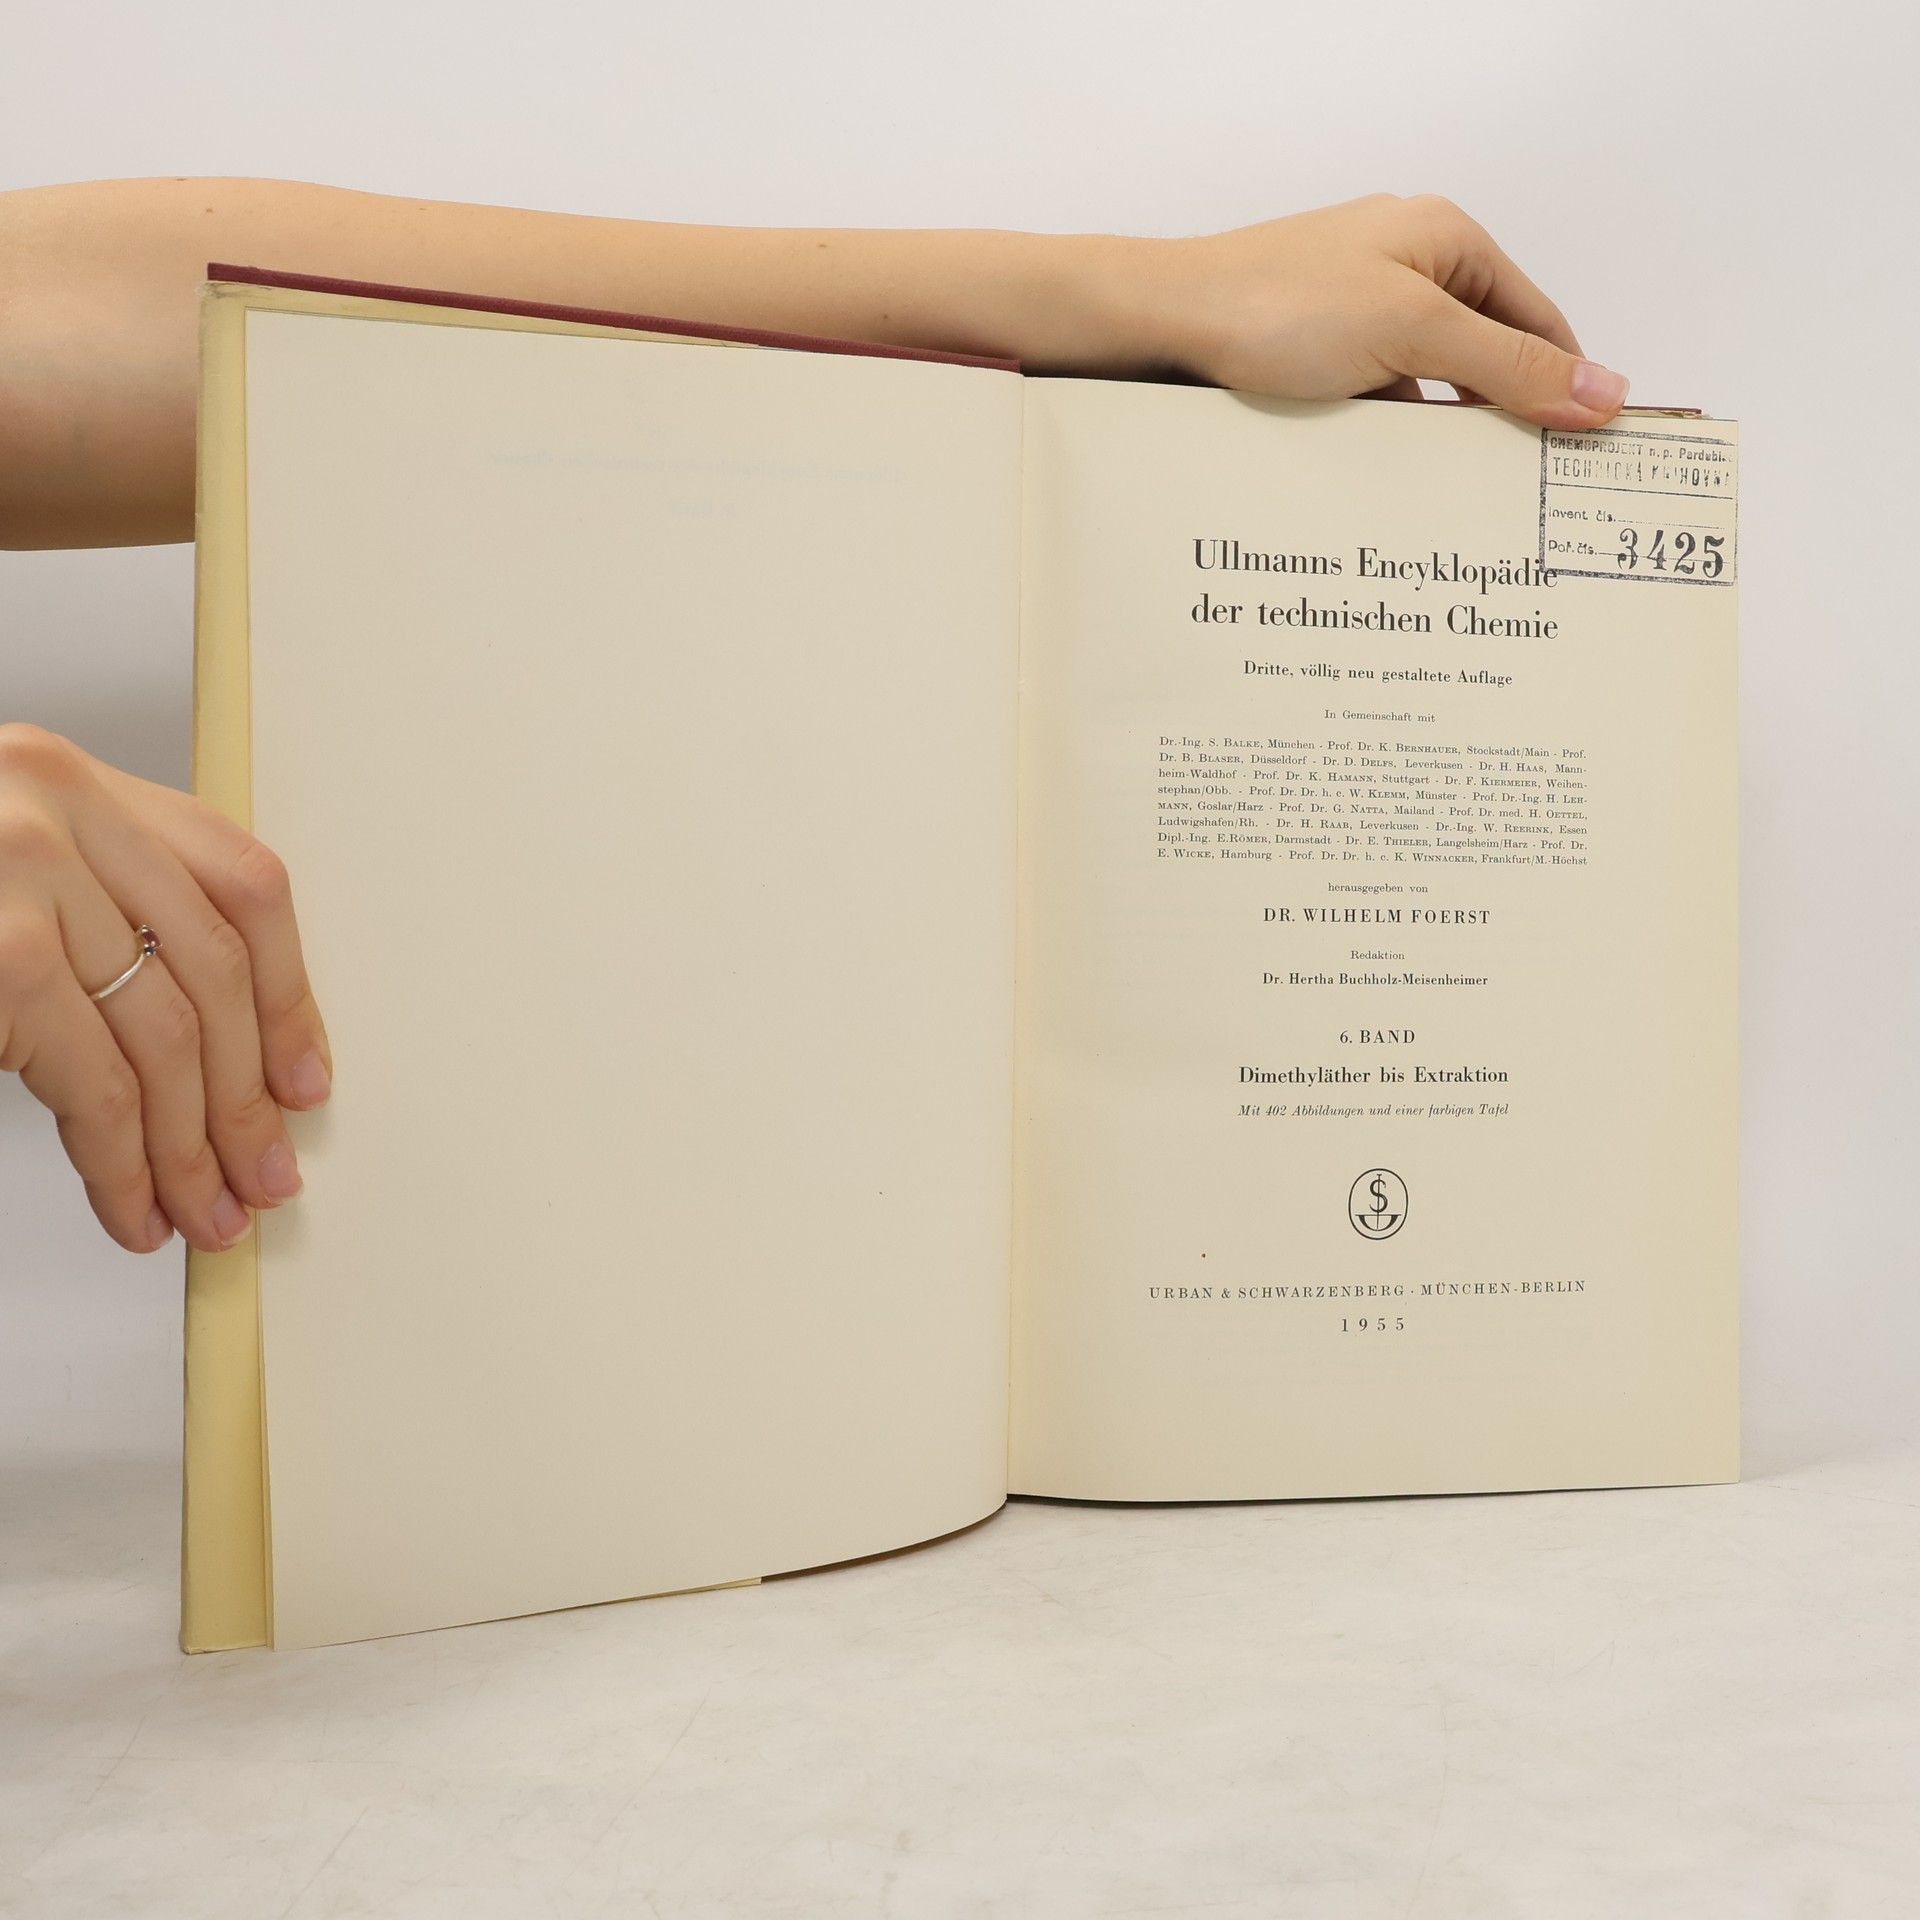 CHEMOPROJEKT n.p. Pardubi
TECHNICKÁ KNIHOVNA
Invent. čís.
Poř. čís. 3425
Ullmanns Encyklopädie
der technischen Chemie
Dritte, völlig neu gestaltete Auflage
In Gemeinschaft mit
Dr.-Ing. S. BALKE, München - Prof. Dr. K. BERNHAUER, Stockstadt/Main - Prof.
Dr. B. BLASER, Düsseldorf - Dr. D. DELFS, Leverkusen - Dr. H. HAAS, Mann-
heim-Waldhof - Prof. Dr. K. HAMANN, Stuttgart - Dr. F. KIERMEIER, Weihen-
stephan/Obb. - Prof. Dr. Dr. h. c. W. KLEMM, Münster - Prof. Dr.-Ing. H. LEH-
MANN, Goslar/Harz - Prof. Dr. G. NATTA, Mailand - Prof. Dr. med. H. OETTEL,
Ludwigshafen/Rh. - Dr. H. RAAB, Leverkusen - Dr.-Ing. W. REERINK, Essen
Dipl.-Ing. E.RÖMER, Darmstadt - Dr. E. THIELER, Langelsheim/Harz - Prof. Dr.
E. WICKE, Hamburg - Prof. Dr. Dr. h. c. K. WINNACKER, Frankfurt/M.-Höchst
herausgegeben von
DR. WILHELM FOERST
Redaktion
Dr. Hertha Buchholz-Meisenheimer
6. BAND
Dimethyläther bis Extraktion
Mit 402 Abbildungen und einer farbigen Tafel
URBAN & SCHWARZENBERG · MÜNCHEN-BERLIN
1955